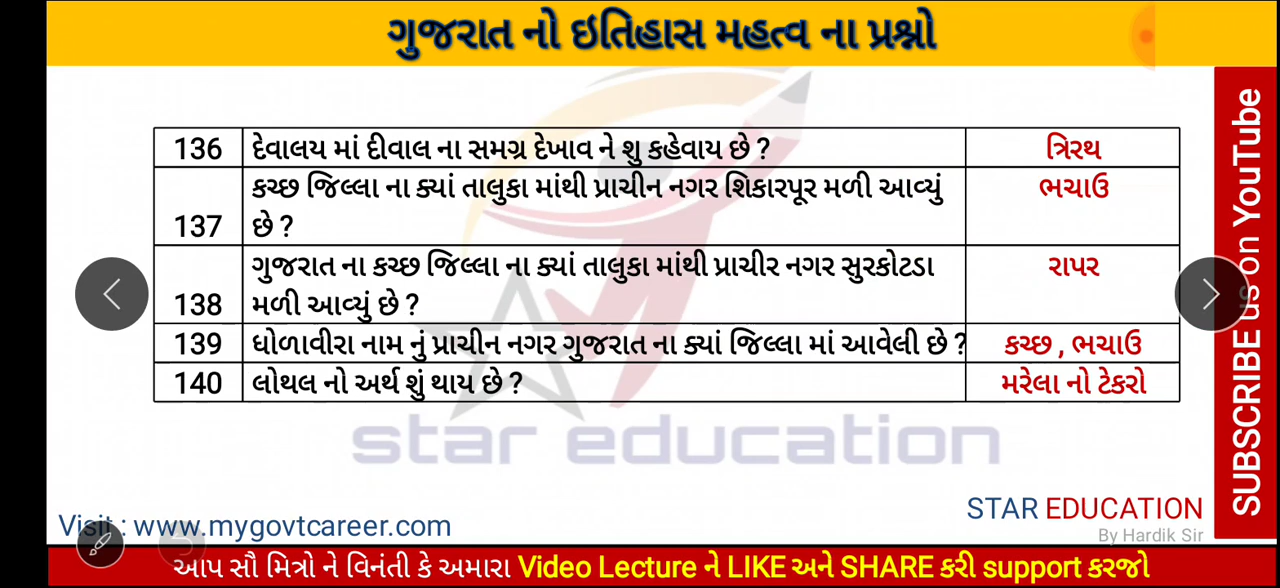 ગુજરાત નો ઇતિહાસ મહત્વ ના પ્રશ્નો
136 દેવાલય માં દીવાલ ના સમગ્ર દેખાવ ને શુ કહેવાય છે ? ત્રિરથ
કચ્છ જિલ્લા ના ક્યાં તાલુકા માંથી પ્રાચીન નગર શિકારપૂર મળી આવ્યું ભચાઉ
137 છે ?
ગુજરાત ના કચ્છ જિલ્લા ના ક્યાં તાલુકા માંથી પ્રાચીર નગર સુરકોટડા રાપર
138 મળી આવ્યું છે ?
139 ધોળાવીરા નામ નું પ્રાચીન નગર ગુજરાત ના ક્યાં જિલ્લા માં આવેલી છે ? કચ્છ , ભચાઉ
140 લોથલ નો અર્થ શું થાય છે ? મરેલા નો ટેકરો
star education
STAR EDUCATION
Visit : www.mygovtcareer.com
By Hardik Sir
આપ સૌ મિત્રો ને વિનંતી કે અમારા Video Lecture ને LIKE અને SHARE કરી support કરજો
SUBSCRIBE us on YouTube